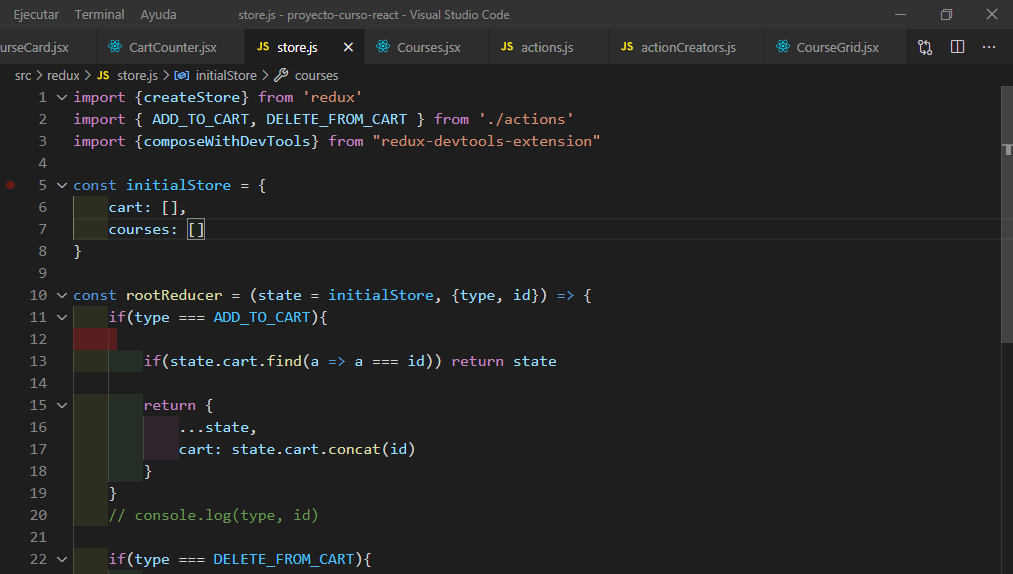 Ejecutar Terminal Ayuda store.js - proyecto-curso-react - Visual Studio Code
urseCard.jsx CartCounter.jsx JS store.js Courses.jsx JS actions.js JS actionCreators.js CourseGrid.jsx
src > redux > JS store.js > initialStore > courses
1 import {createStore} from 'redux'
2 import { ADD_TO_CART, DELETE_FROM_CART } from './actions'
3 import {composeWithDevTools} from "redux-devtools-extension"
4
5 const initialStore = {
6 cart: [],
7 courses: []
8 }
9
10 const rootReducer = (state = initialStore, {type, id}) => {
11 if(type === ADD_TO_CART){
12
13 if(state.cart.find(a => a === id)) return state
14
15 return {
16 ...state,
17 cart: state.cart.concat(id)
18 }
19 }
20 // console.log(type, id)
21
22 if(type === DELETE_FROM_CART){